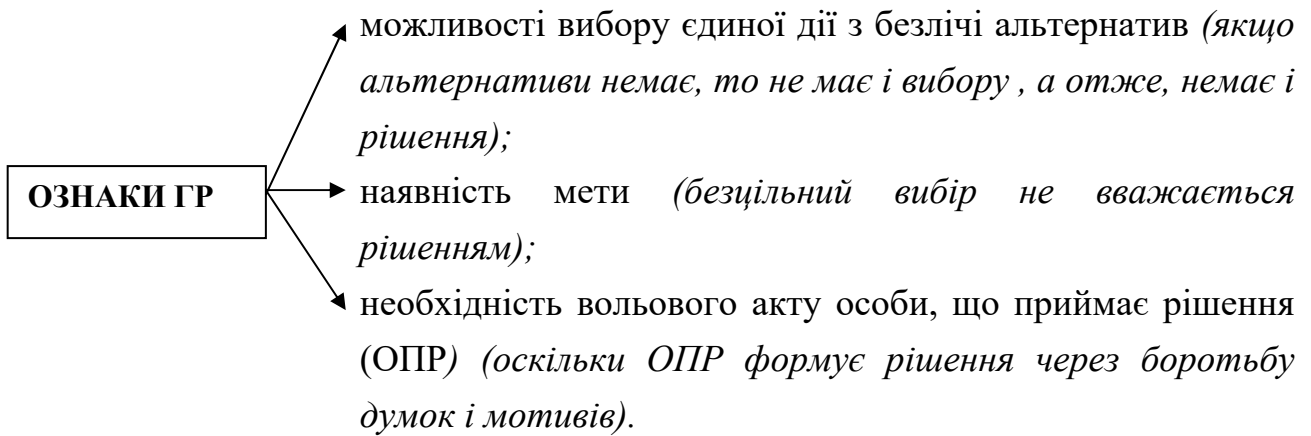 можливості вибору єдиної дії з безлічі альтернатив (якщо
альтернативи немає, то не має і вибору , а отже, немає і
рішення);
ОЗНАКИ ГР
наявність мети (безцільний вибір не вважається
рішенням);
необхідність вольового акту особи, що приймає рішення
(ОПР) (оскільки ОПР формує рішення через боротьбу
думок і мотивів).